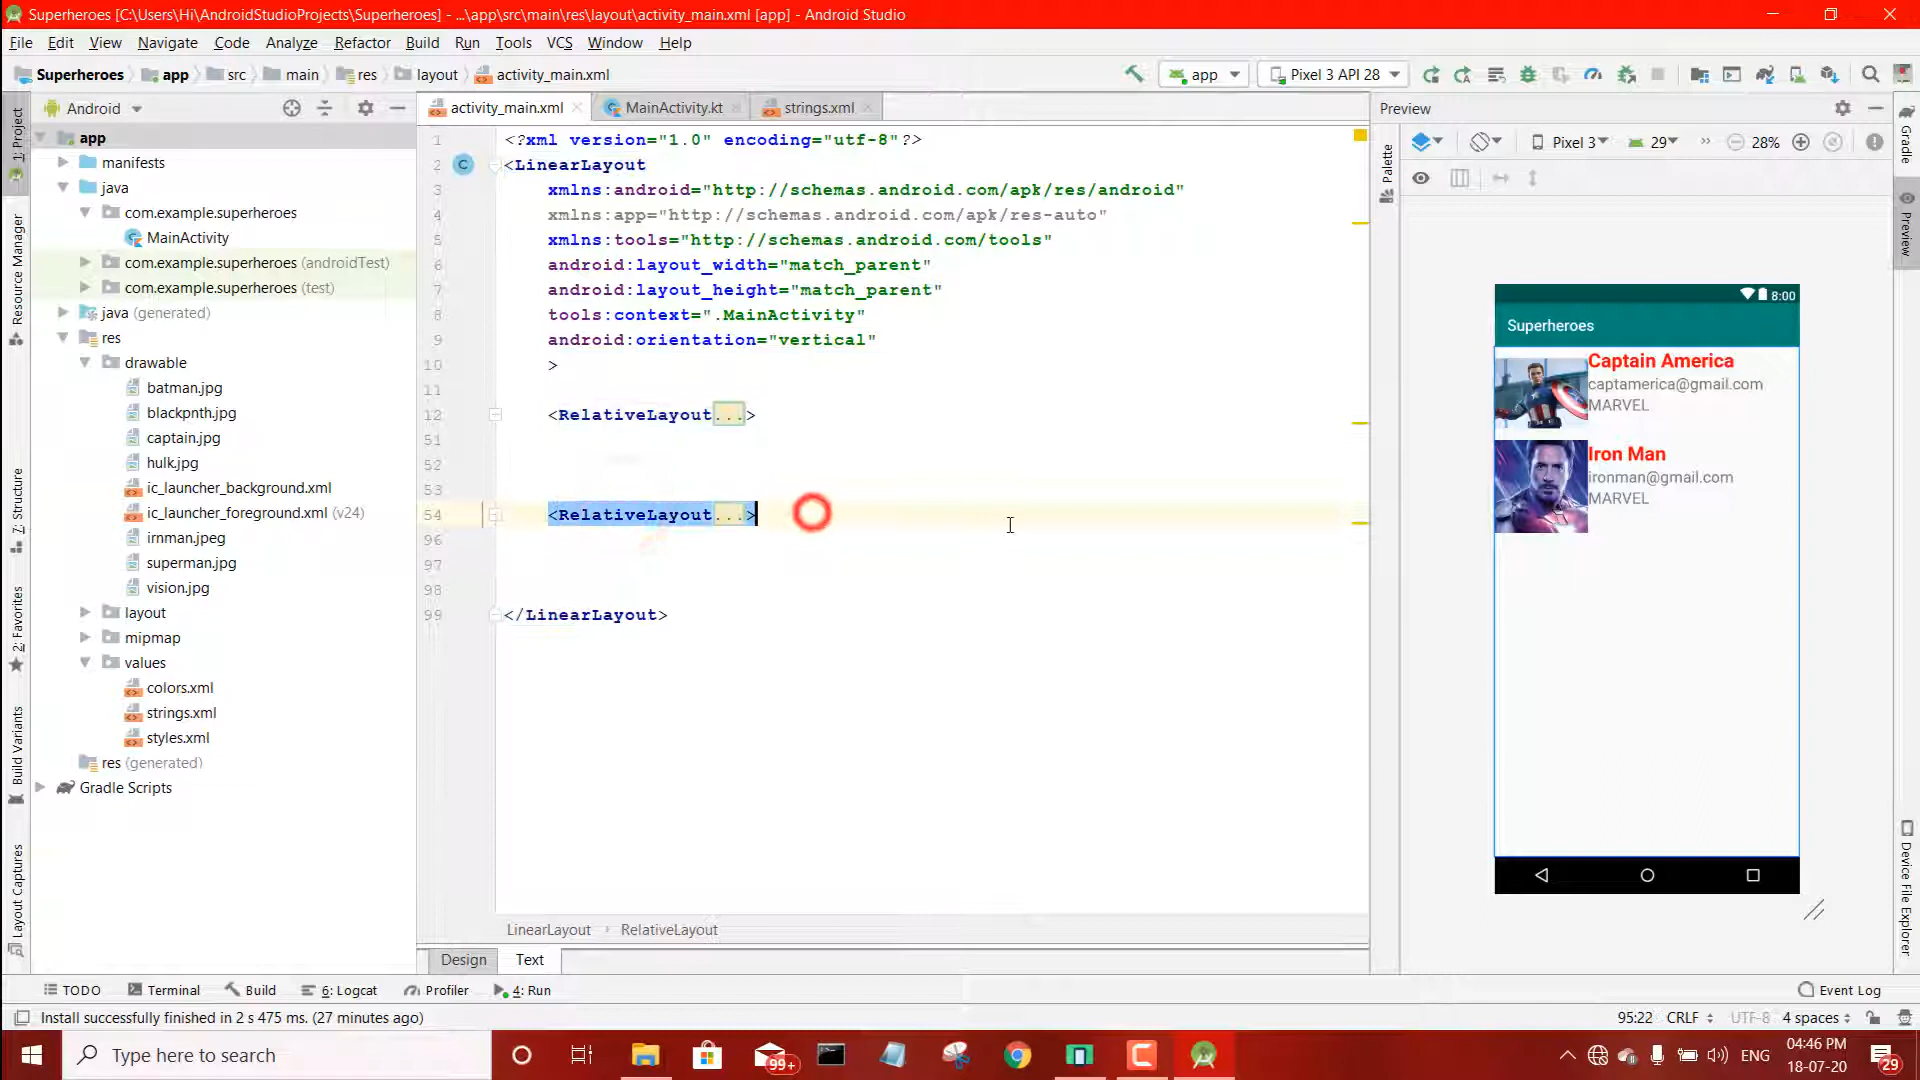 Superheroes [C:\Users\Hi\AndroidStudioProjects\Superheroes] - ...\app\src\main\res\layout\activity_main.xml [app] - Android Studio
File Edit View Navigate Code Analyze Refactor Build Run Tools VCS Window Help
Superheroes app src main res layout activity_main.xml
app Pixel 3 API 28
Android
activity_main.xml MainActivity.kt strings.xml
Preview
Pixel 3 29 28%
1: Project
Resource Manager
7: Structure
2: Favorites
Build Variants
Layout Captures
app
manifests
java
com.example.superheroes
MainActivity
com.example.superheroes (androidTest)
com.example.superheroes (test)
java (generated)
res
drawable
batman.jpg
blackpnth.jpg
captain.jpg
hulk.jpg
ic_launcher_background.xml
ic_launcher_foreground.xml (v24)
irnman.jpeg
superman.jpg
vision.jpg
layout
mipmap
values
colors.xml
strings.xml
styles.xml
res (generated)
Gradle Scripts
1 <?xml version="1.0" encoding="utf-8"?>
2 <LinearLayout
3 xmlns:android="http://schemas.android.com/apk/res/android"
4 xmlns:app="http://schemas.android.com/apk/res-auto"
5 xmlns:tools="http://schemas.android.com/tools"
6 android:layout_width="match_parent"
7 android:layout_height="match_parent"
8 tools:context=".MainActivity"
9 android:orientation="vertical"
10 >
11
12 <RelativeLayout...>
51
52
53
54 <RelativeLayout...>
96
97
98
99 </LinearLayout>
LinearLayout RelativeLayout
Design Text
Palette
8:00
Superheroes
Captain America
captamerica@gmail.com
MARVEL
Iron Man
ironman@gmail.com
MARVEL
Gradle
Preview
Device File Explorer
TODO Terminal Build 6: Logcat Profiler 4: Run Event Log
Install successfully finished in 2 s 475 ms. (27 minutes ago) 95:22 CRLF UTF-8 4 spaces
Type here to search 99+ ENG 04:46 PM
18-07-20 29